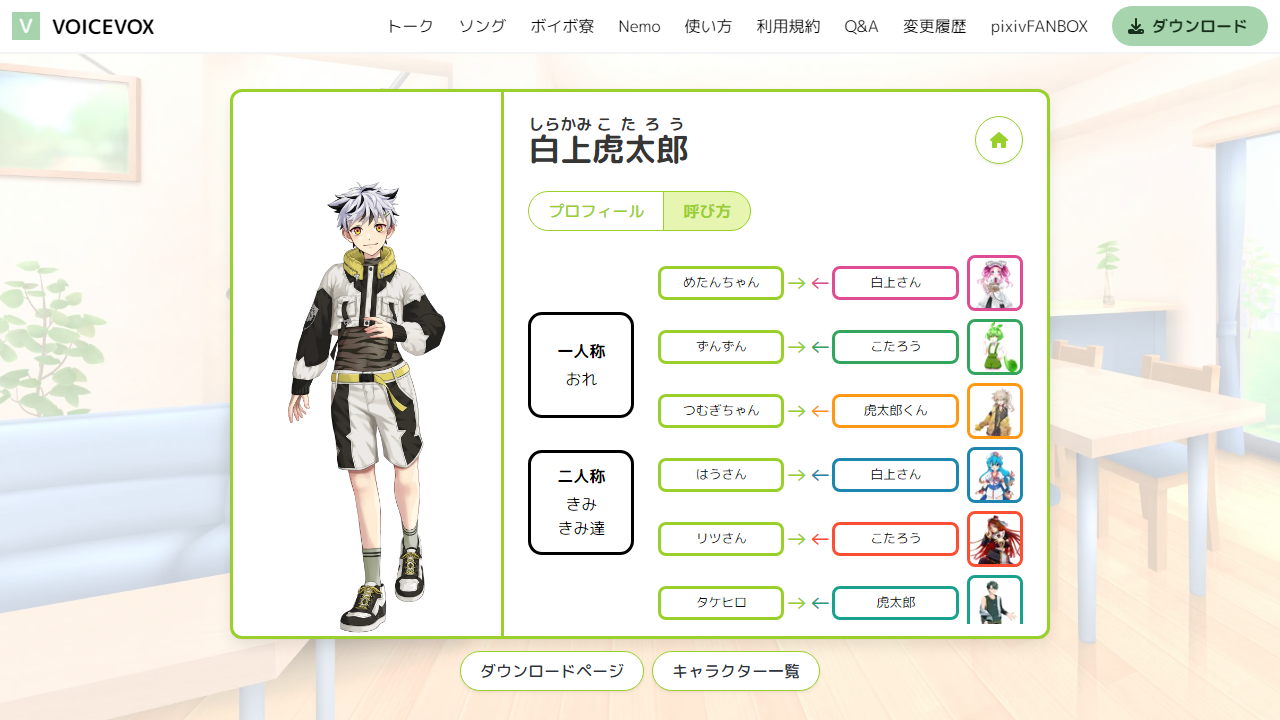 V VOICEVOX トーク ソング ボイボ寮 Nemo 使い方 利用規約 Q&A 変更履歴 pixivFANBOX ダウンロード
しらかみ こたろう
白上虎太郎
プロフィール 呼び方
一人称
おれ
二人称
きみ
きみ達
めたんちゃん → ← 白上さん
ずんずん → ← こたろう
つむぎちゃん → ← 虎太郎くん
はうさん → ← 白上さん
リツさん → ← こたろう
タケヒロ → ← 虎太郎
ダウンロードページ キャラクター一覧